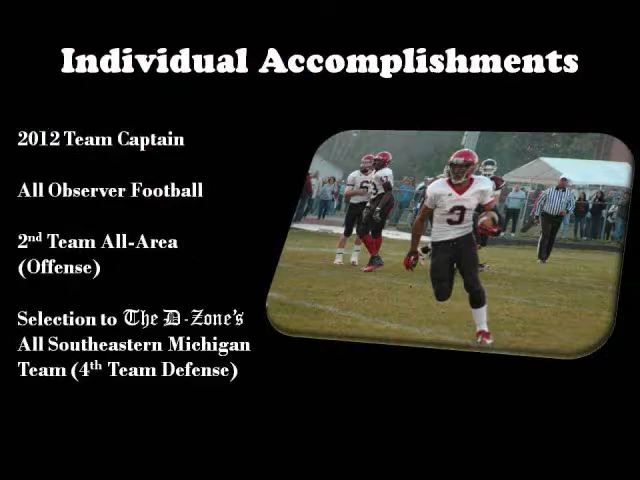 Individual Accomplishments
2012 Team Captain
All Observer Football
2nd Team All-Area
(Offense)
Selection to The D-Zone's
All Southeastern Michigan
Team (4th Team Defense)
3